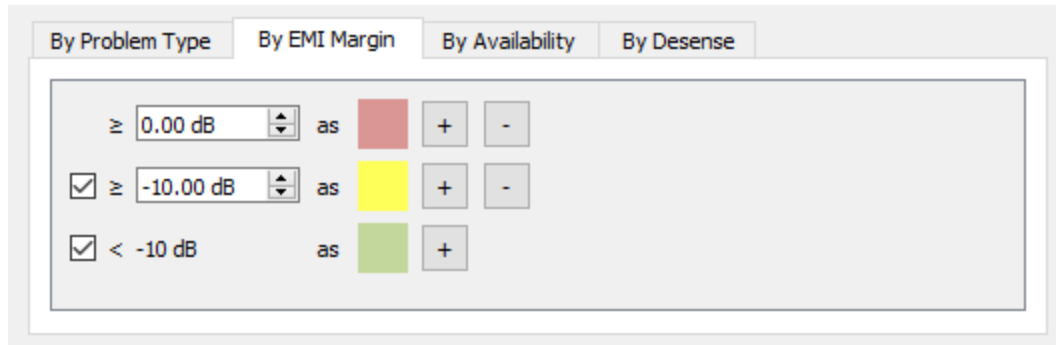 By Problem Type By EMI Margin By Availability By Desense
≥ 0.00 dB as + -
≥ -10.00 dB as + -
< -10 dB as +